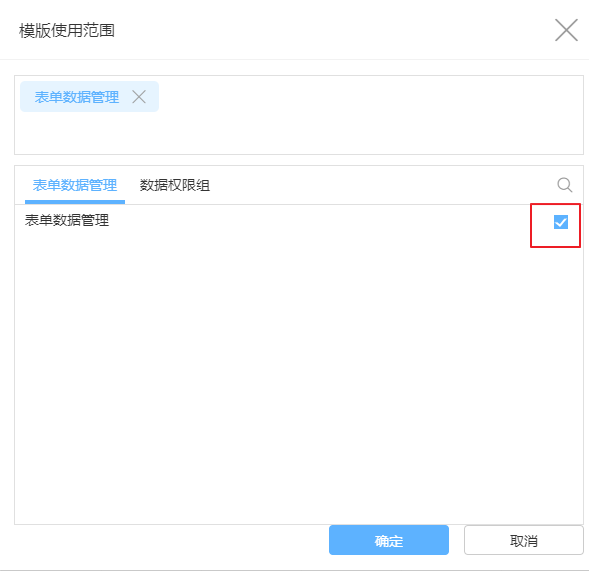 模版使用范围
表单数据管理
表单数据管理 数据权限组
表单数据管理
确定 取消